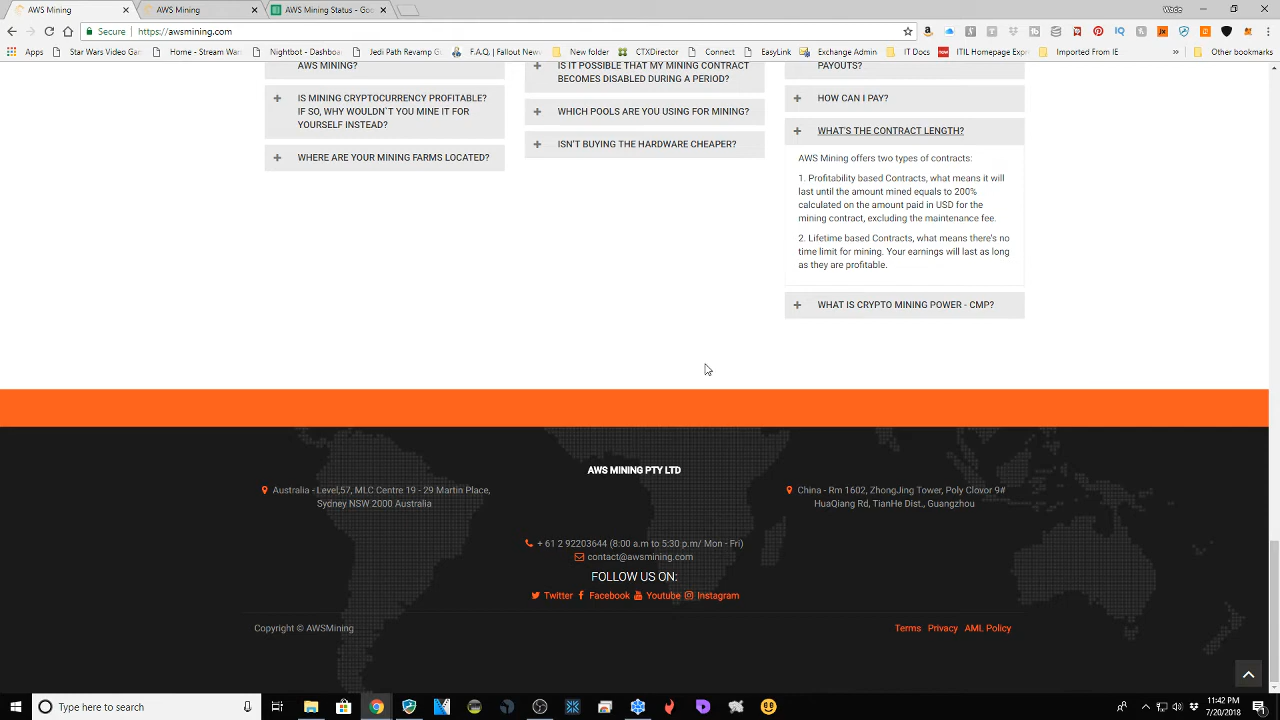 AWS Mining
AWS Mining
AWS Mining Status - Goo
Wade
Secure
https://awsmining.com
Apps
Star Wars Video Gam
Home - Stream War
Nightbot - Dashboa
Jedi Path Revamp C
F.A.Q. | Fallout New
New folder
CTXDirector
Connect
EasyLink
Exchange Admin
IT Docs
ITIL Homepage Exp
Imported From IE
Other bookmarks
AWS MINING?
IS MINING CRYPTOCURRENCY PROFITABLE?
IF SO, WHY WOULDN`T YOU MINE IT FOR
YOURSELF INSTEAD?
WHERE ARE YOUR MINING FARMS LOCATED?
IS IT POSSIBLE THAT MY MINING CONTRACT
BECOMES DISABLED DURING A PERIOD?
WHICH POOLS ARE YOU USING FOR MINING?
ISN'T BUYING THE HARDWARE CHEAPER?
PAYOUTS?
HOW CAN I PAY?
WHAT'S THE CONTRACT LENGTH?
AWS Mining offers two types of contracts:
1. Profitability based Contracts, what means it will
last until the amount mined equals to 200%
calculated on the amount paid in USD for the
mining contract, excluding the maintenance fee.
2. Lifetime based Contracts, what means there's no
time limit for mining. Your earnings will last as long
as they are profitable.
WHAT IS CRYPTO MINING POWER - CMP?
AWS MINING PTY LTD
Australia - Level,57, MLC Centre 19 - 29 Martin Place,
Sydney NSW 2000 Australia
China - Rm 1602, ZhongJing Tower, Poly Clovor 9#
HuaQiang Rd, TianHe Dist., Guangzhou
+ 61 2 92203644 (8:00 a.m to 5:30 p.m/ Mon - Fri)
contact@awsmining.com
FOLLOW US ON:
Twitter Facebook Youtube Instagram
Copyright © AWSMining
Terms Privacy AML Policy
Type here to search
11:42 PM
7/20/2018